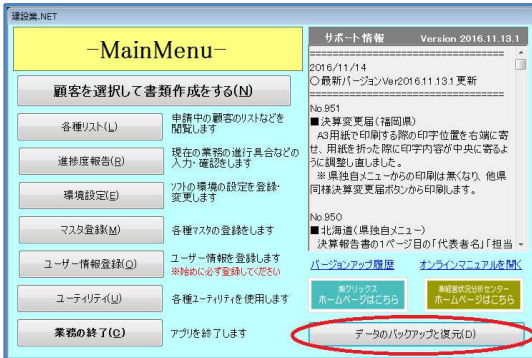 建設業.NET
-MainMenu-
顧客を選択して書類作成をする(N)
各種リスト(L)
申請中の顧客のリストなどを
閲覧します
進捗度報告(R)
現在の業務の進行具合などの
入力・確認をします
環境設定(E)
ソフトの環境の設定を登録・
変更します
マスタ登録(M)
各種マスタの登録をします
ユーザー情報登録(O)
ユーザー情報を登録します
※始めに必ず登録してください
ユーティリティ(U)
各種ユーティリティを使用します
業務の終了(C)
アプリを終了します
サポート情報 Version 2016.11.13.1
2016/11/14
○最新バージョンVer2016.11.13.1更新
No.951
■決算変更届(福岡県)
A3用紙で印刷する際の印字位置を右端に寄
せ、用紙を折った際に印字内容が中央に寄るよ
うに調整し直しました。
※県独自メニューからの印刷は無くなり、他県
同様決算変更届ボタンから印刷します。
No.950
■北海道(県独自メニュー)
決算報告書の1ページ目の「代表者名」「担当
バージョンアップ履歴 オンラインマニュアルを開く
㈱クリックス
ホームページはこちら
㈱経営状況分析センター
ホームページはこちら
データのバックアップと復元(D)